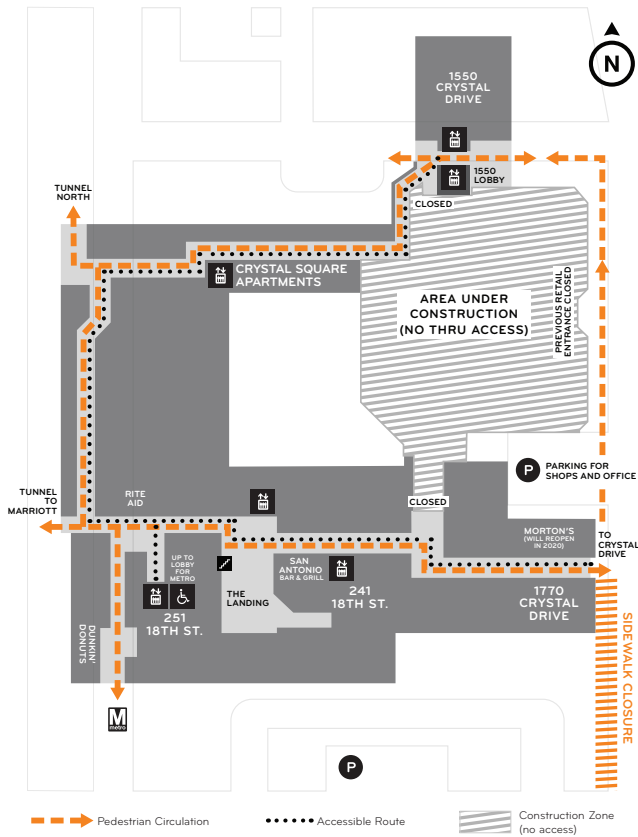 1550
CRYSTAL
DRIVE
N
1550
LOBBY
TUNNEL
NORTH
CLOSED
CRYSTAL SQUARE
APARTMENTS
AREA UNDER
CONSTRUCTION
(NO THRU ACCESS)
PREVIOUS RETAIL
ENTRANCE CLOSED
P
PARKING FOR
SHOPS AND OFFICE
TUNNEL
TO
MARRIOTT
RITE
AID
CLOSED
MORTON'S
(WILL REOPEN
IN 2020)
TO
CRYSTAL
DRIVE
UP TO
LOBBY
FOR
METRO
SAN
ANTONIO
BAR & GRILL
THE
LANDING
251
18TH ST.
241
18TH ST.
1770
CRYSTAL
DRIVE
DUNKIN'
DONUTS
SIDEWALK CLOSURE
M
metro
P
Pedestrian Circulation
Accessible Route
Construction Zone
(no access)